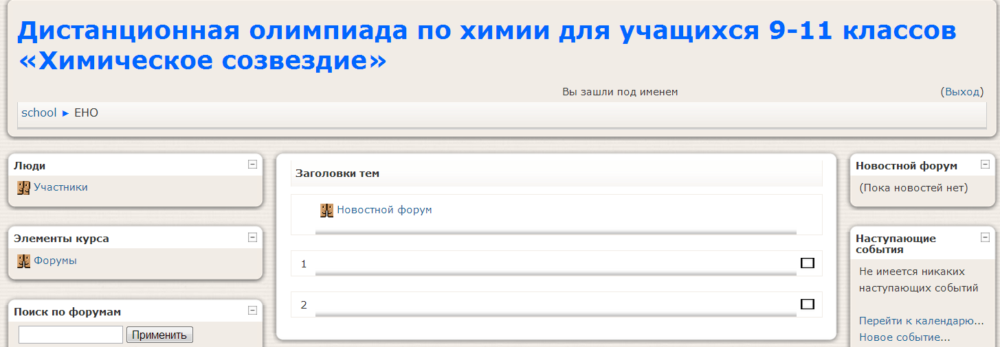 Дистанционная олимпиада по химии для учащихся 9-11 классов
«Химическое созвездие»
Вы зашли под именем
(Выход)
school ► ЕНО
Люди
Участники
Элементы курса
Форумы
Поиск по форумам
Применить
Заголовки тем
Новостной форум
1
2
Новостной форум
(Пока новостей нет)
Наступающие
события
Не имеется никаких
наступающих событий
Перейти к календарю...
Новое событие...